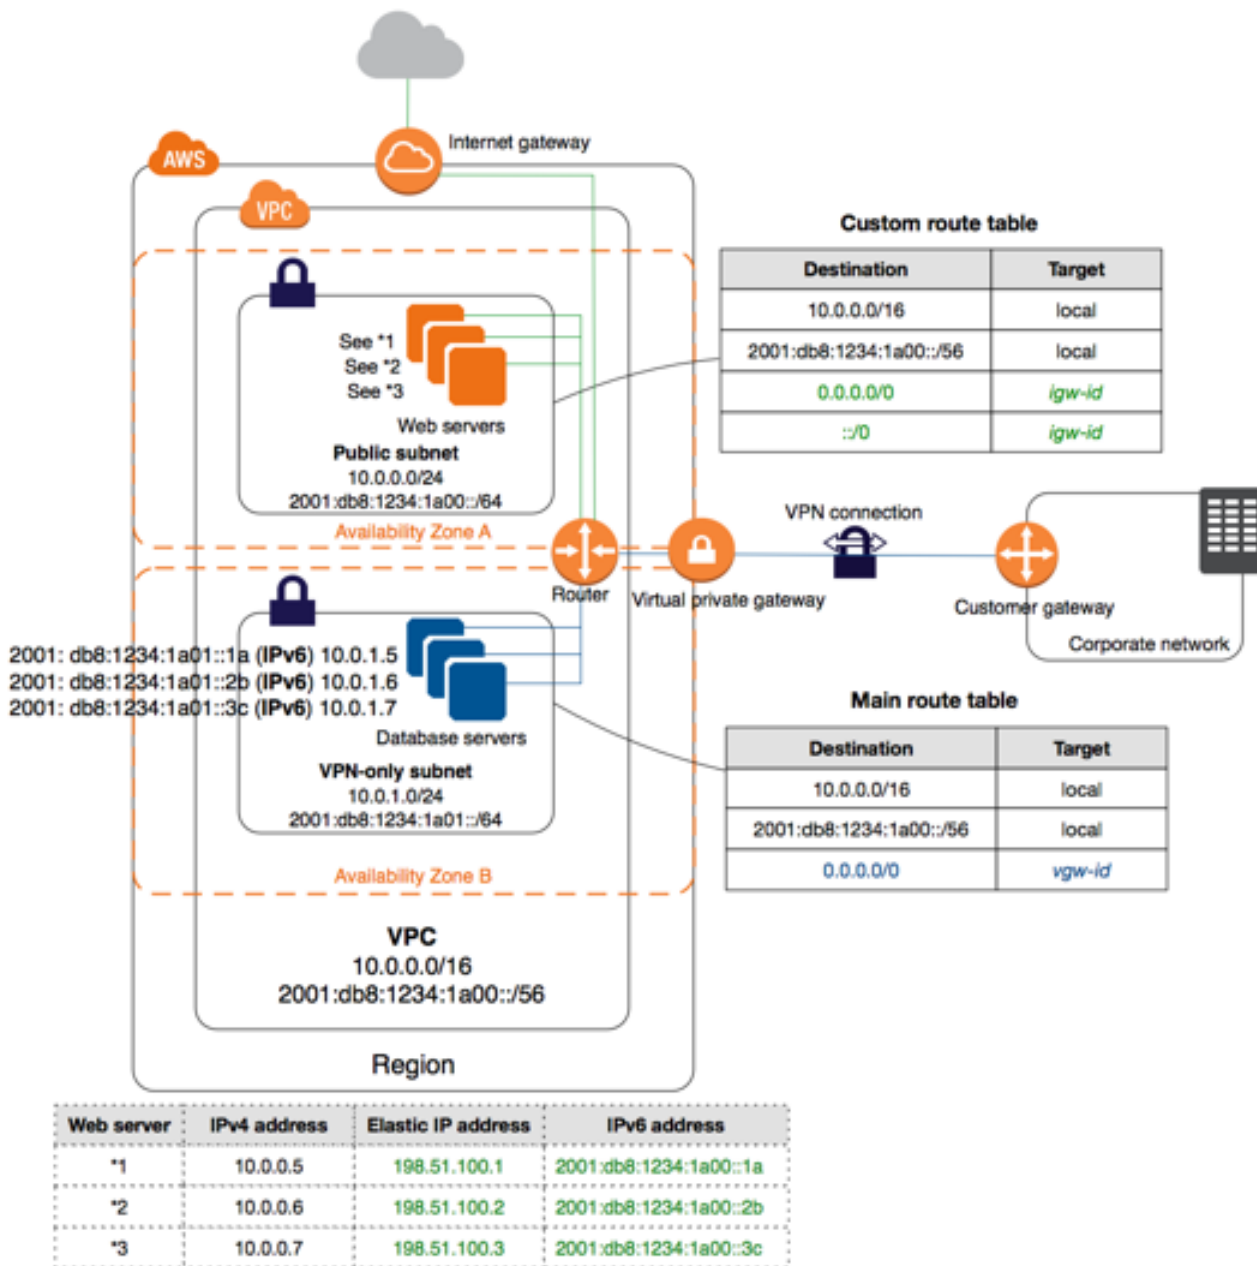 Internet gateway
AWS
VPC
Custom route table
Destination Target
10.0.0.0/16 local
2001:db8:1234:1a00::/56 local
0.0.0.0/0 igw-id
::/0 igw-id
See *1
See *2
See *3
Web servers
Public subnet
10.0.0.0/24
2001:db8:1234:1a00::/64
Availability Zone A
VPN connection
Router
Virtual private gateway
Customer gateway
Corporate network
2001: db8:1234:1a01::1a (IPv6) 10.0.1.5
2001: db8:1234:1a01::2b (IPv6) 10.0.1.6
2001: db8:1234:1a01::3c (IPv6) 10.0.1.7
Database servers
VPN-only subnet
10.0.1.0/24
2001:db8:1234:1a01::/64
Availability Zone B
Main route table
Destination Target
10.0.0.0/16 local
2001:db8:1234:1a00::/56 local
0.0.0.0/0 vgw-id
VPC
10.0.0.0/16
2001:db8:1234:1a00::/56
Region
Web server IPv4 address Elastic IP address IPv6 address
*1 10.0.0.5 198.51.100.1 2001:db8:1234:1a00::1a
*2 10.0.0.6 198.51.100.2 2001:db8:1234:1a00::2b
*3 10.0.0.7 198.51.100.3 2001:db8:1234:1a00::3c